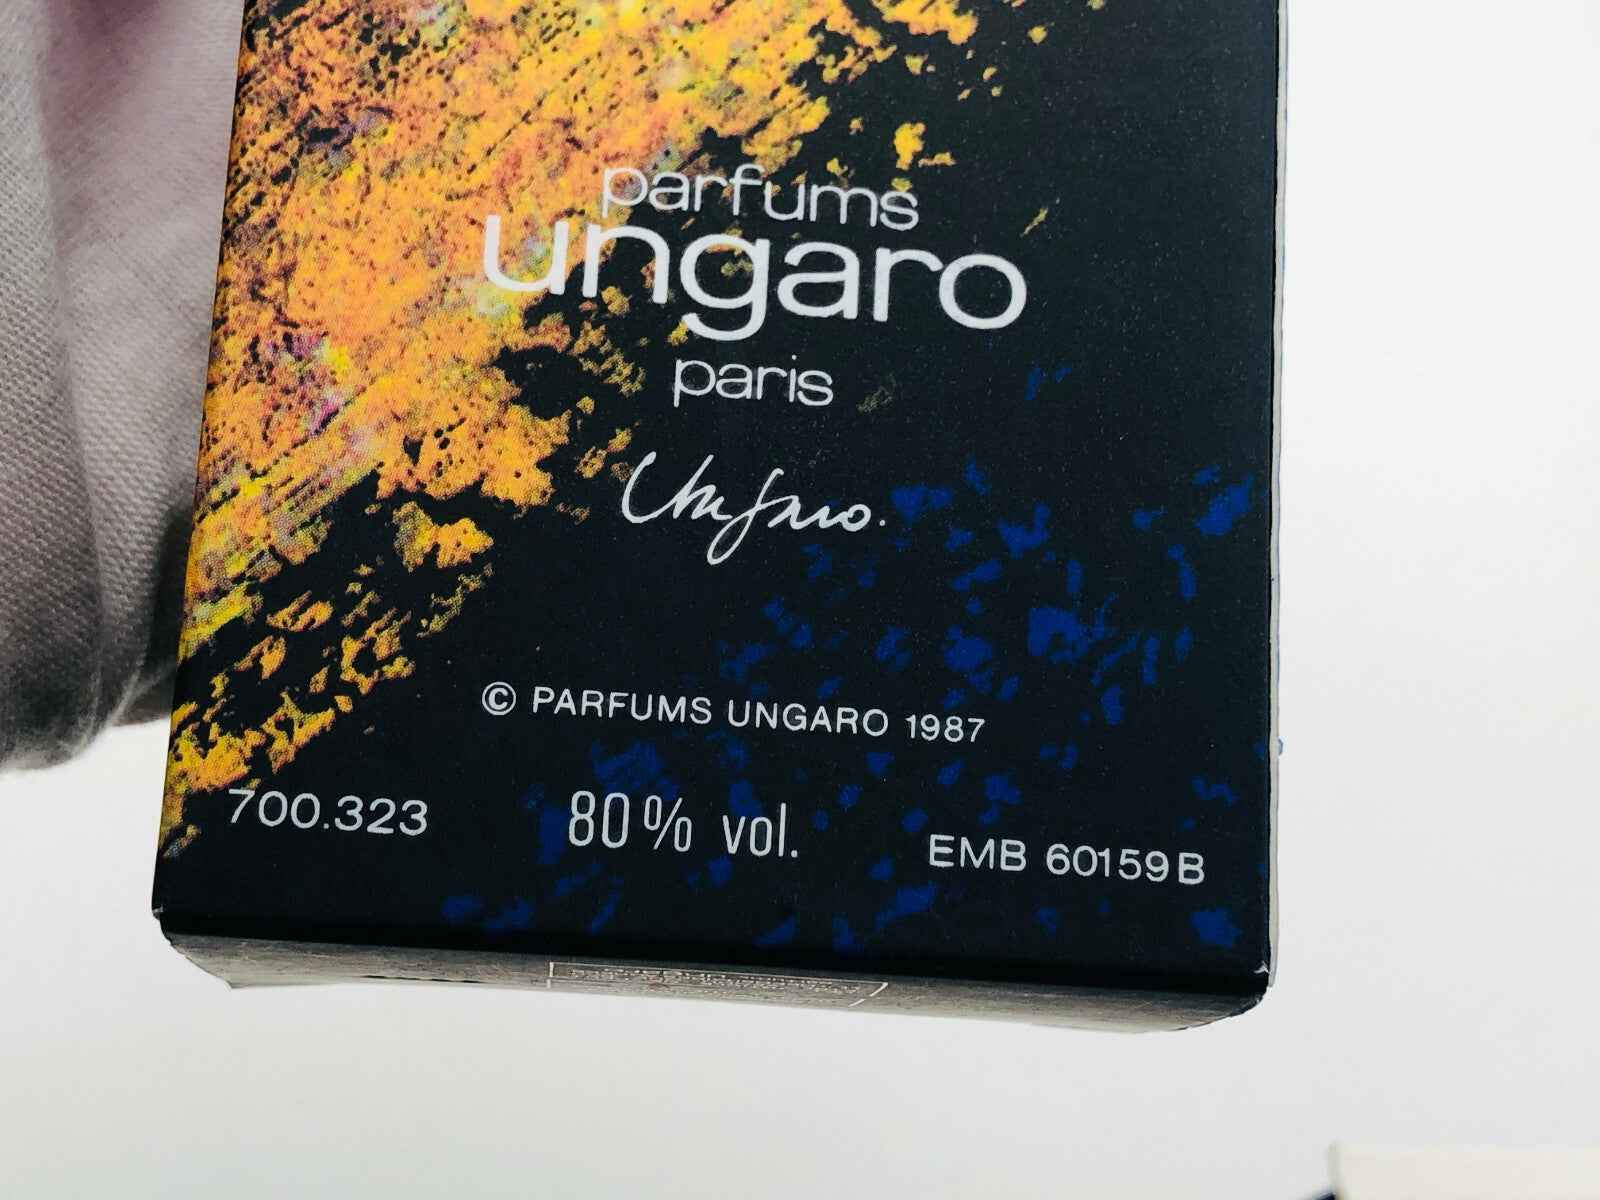 parfums
ungaro
paris
Ungaro.
© PARFUMS UNGARO 1987
700.323
80% vol.
EMB 60159B